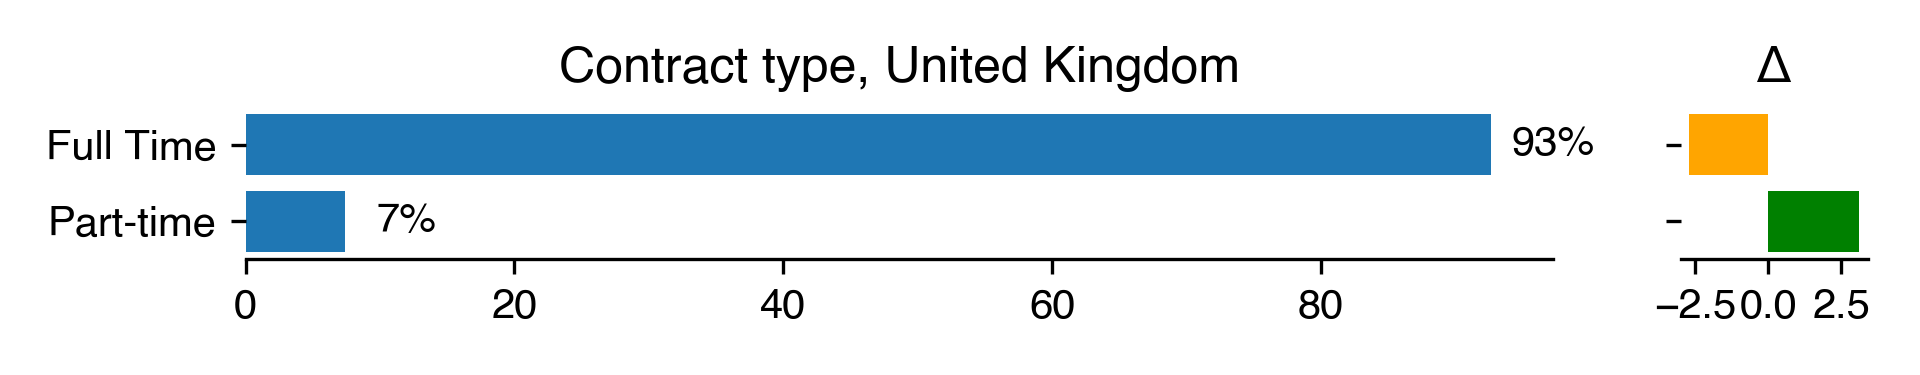 Contract type, United Kingdom Δ
Full Time 93%
Part-time 7%
0 20 40 60 80 −2.5 0.0 2.5